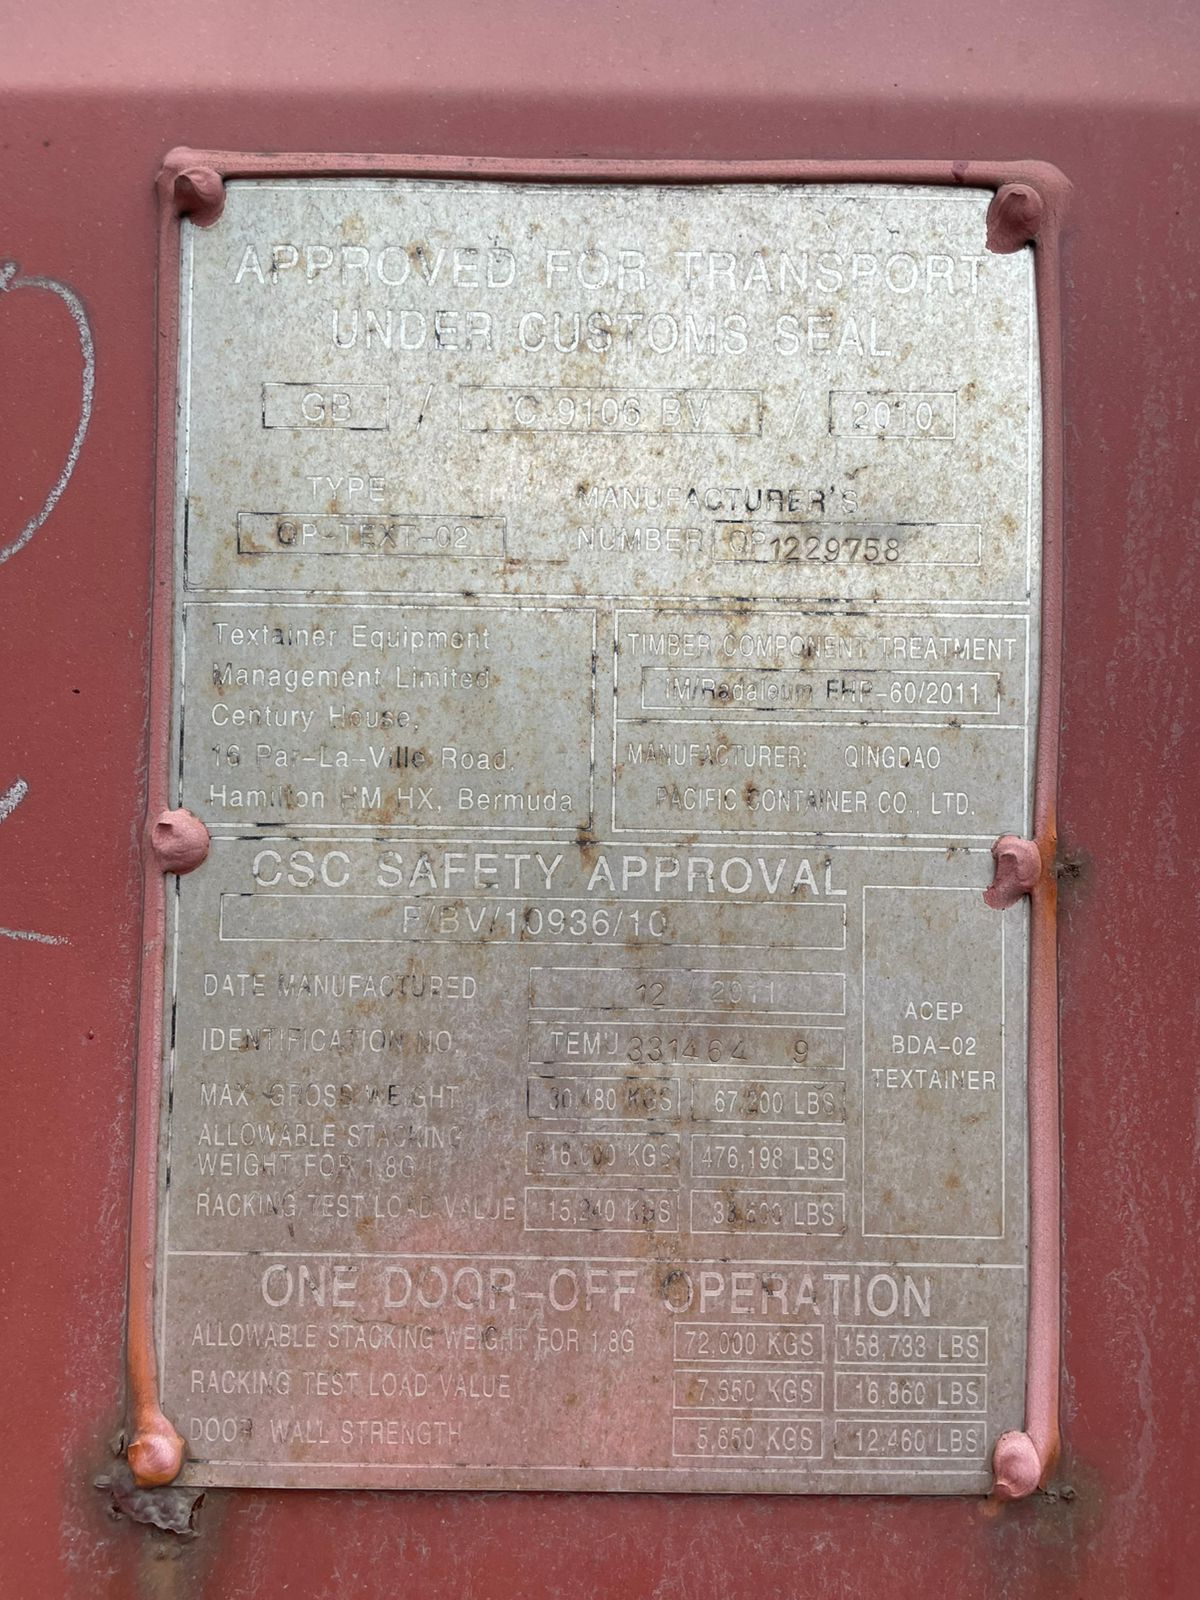 APPROVED FOR TRANSPORT
UNDER CUSTOMS SEAL
GB / C-9106 BV / 2010
TYPE
QP-TEXT-02
MANUFACTURER'S
NUMBER QP1229758
Textainer Equipment
Management Limited
Century House,
16 Par-La-Ville Road,
Hamilton HM HX, Bermuda
TIMBER COMPONENT TREATMENT
IM/Radaleum FHP-60/2011
MANUFACTURER: QINGDAO
PACIFIC CONTAINER CO., LTD.
CSC SAFETY APPROVAL
F/BV/10936/10
DATE MANUFACTURED 12 / 2011
IDENTIFICATION NO. TEMU 331464 9
MAX. GROSS WEIGHT 30,480 KGS 67,200 LBS
ALLOWABLE STACKING
WEIGHT FOR 1.8G 216,000 KGS 476,198 LBS
RACKING TEST LOAD VALUE 15,240 KGS 33,600 LBS
ACEP
BDA-02
TEXTAINER
ONE DOOR-OFF OPERATION
ALLOWABLE STACKING WEIGHT FOR 1.8G 72,000 KGS 158,733 LBS
RACKING TEST LOAD VALUE 7,650 KGS 16,860 LBS
DOOR WALL STRENGTH 5,650 KGS 12,460 LBS